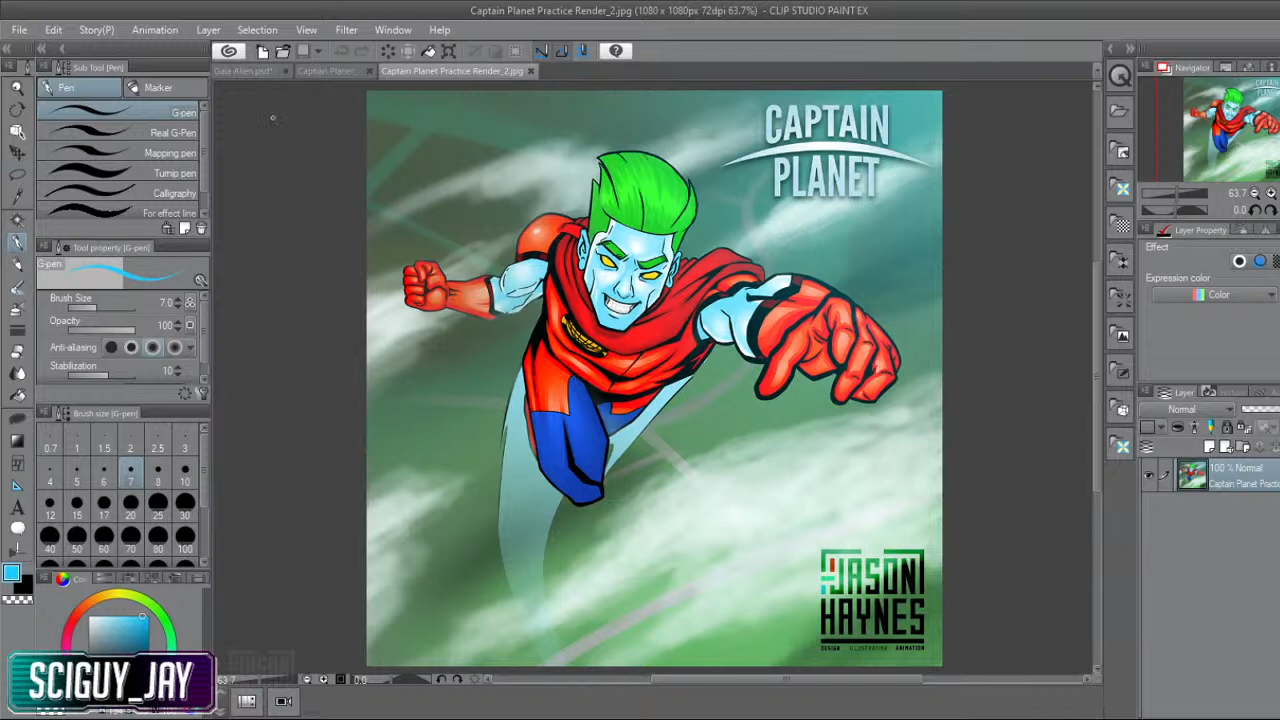 Captain Planet Practice Render_2.jpg (1080 x 1080px 72dpi 63.7%)  - CLIP STUDIO PAINT EX
File Edit Story(P) Animation Layer Selection View Filter Window Help
Gaia Alien.psd*
Captian Planet
Captain Planet Practice Render_2.jpg
Sub Tool [Pen]
Pen
Marker
G-pen
Real G-Pen
Mapping pen
Turnip pen
Calligraphy
For effect line
Tool property [G-pen]
G-pen
Brush Size 7.0
Opacity 100
Anti-aliasing
Stabilization 10
Brush size [G-pen]
0.7 1 1.5 2 2.5 3
4 5 6 7 8 10
12 15 17 20 25 30
40 50 60 70 80 100
CAPTAIN
PLANET
JASON
HAYNES
DESIGN ILLUSTRATION ANIMATION
SCIGUY_JAY
63.7
0.0
Navigator
63.7
0.0
Layer Property
Effect
Expression color
Color
Layer
Normal
100 % Normal
Captain Planet Practi